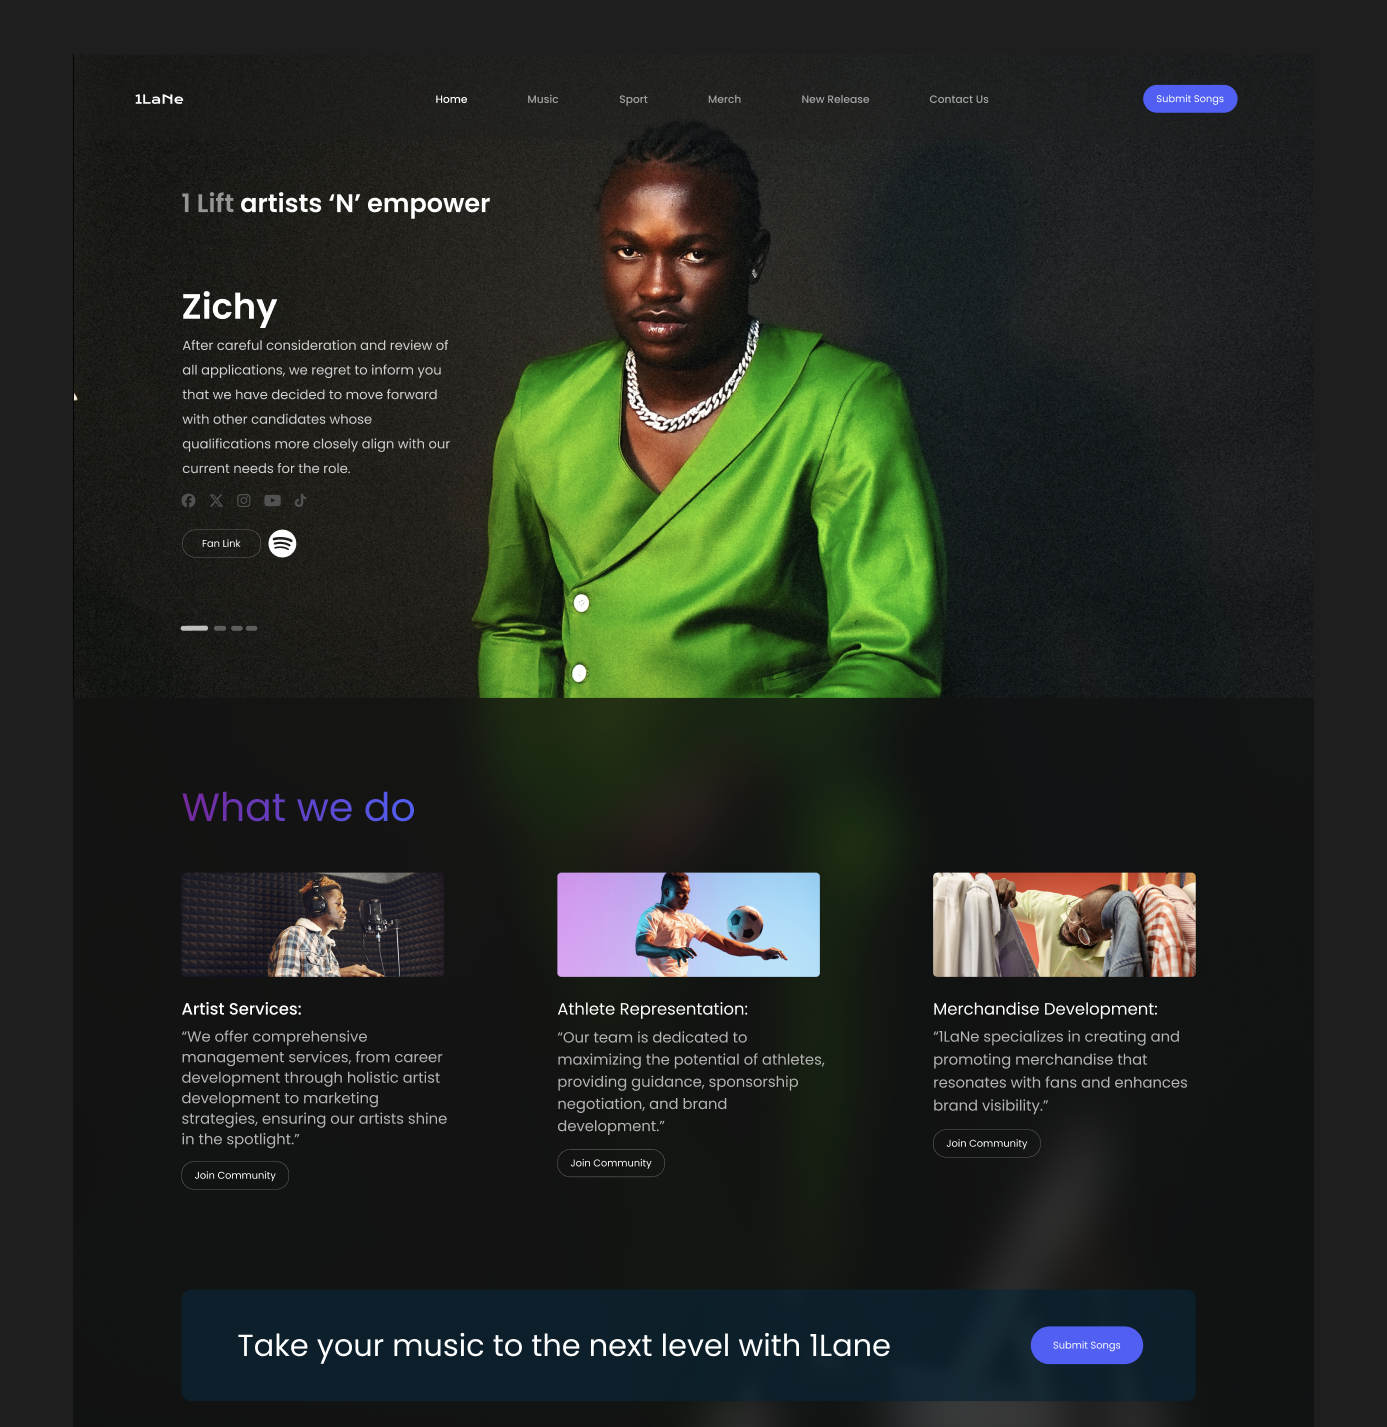 1LaNe
Home
Music
Sport
Merch
New Release
Contact Us
Submit Songs
1 Lift artists ‘N’ empower
Zichy
After careful consideration and review of
all applications, we regret to inform you
that we have decided to move forward
with other candidates whose
qualifications more closely align with our
current needs for the role.
Fan Link
What we do
Artist Services:
“We offer comprehensive
management services, from career
development through holistic artist
development to marketing
strategies, ensuring our artists shine
in the spotlight.”
Join Community
Athlete Representation:
“Our team is dedicated to
maximizing the potential of athletes,
providing guidance, sponsorship
negotiation, and brand
development.”
Join Community
Merchandise Development:
“1LaNe specializes in creating and
promoting merchandise that
resonates with fans and enhances
brand visibility.”
Join Community
Take your music to the next level with 1Lane
Submit Songs